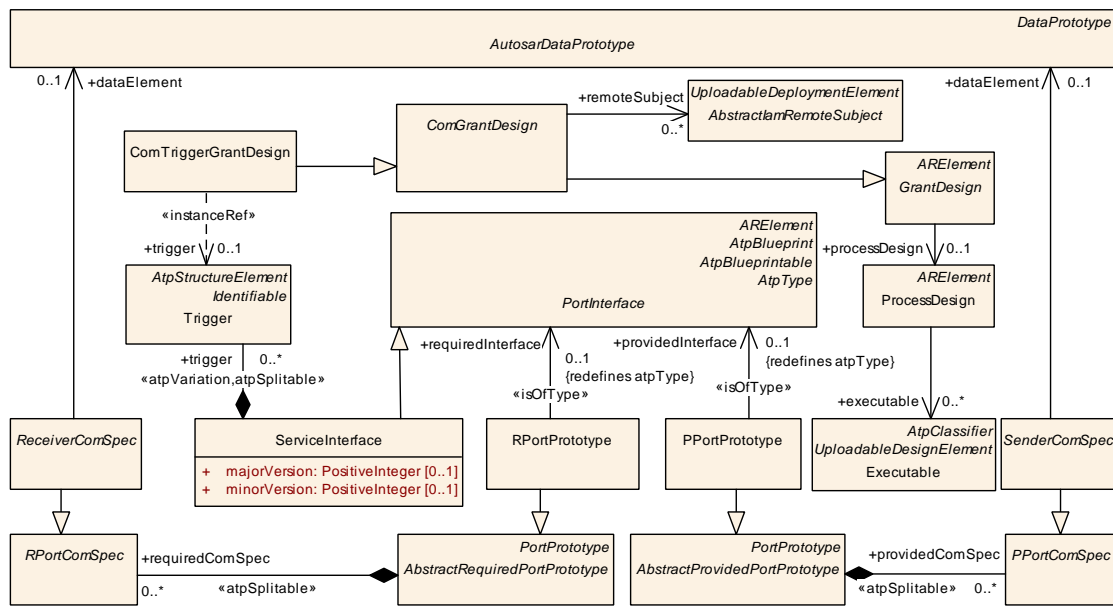 DataPrototype
AutosarDataPrototype
0..1
+dataElement
+dataElement
0..1
ComTriggerGrantDesign
ComGrantDesign
+remoteSubject
0..*
UploadableDeploymentElement
AbstractIamRemoteSubject
ARElement
GrantDesign
«instanceRef»
+trigger
0..1
+processDesign
0..1
AtpStructureElement
Identifiable
Trigger
ARElement
AtpBlueprint
AtpBlueprintable
AtpType
PortInterface
ARElement
ProcessDesign
+trigger
0..*
«atpVariation,atpSplitable»
+requiredInterface
0..1
{redefines atpType}
«isOfType»
+providedInterface
0..1
{redefines atpType}
«isOfType»
+executable
0..*
ReceiverComSpec
ServiceInterface
+ majorVersion: PositiveInteger [0..1]
+ minorVersion: PositiveInteger [0..1]
RPortPrototype
PPortPrototype
AtpClassifier
UploadableDesignElement
Executable
SenderComSpec
RPortComSpec
+requiredComSpec
0..*
«atpSplitable»
PortPrototype
AbstractRequiredPortPrototype
PortPrototype
AbstractProvidedPortPrototype
+providedComSpec
«atpSplitable»
0..*
PPortComSpec